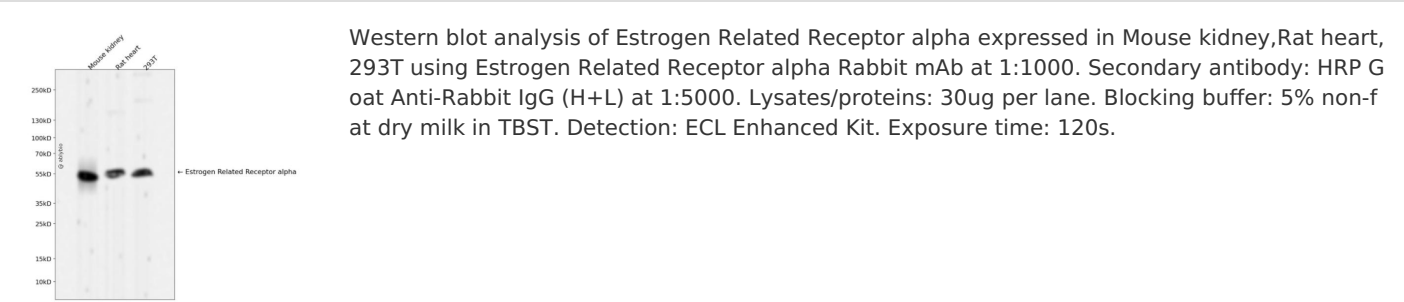 Mouse kidney
Rat heart
293T
250kD
130kD
100kD
70kD
55kD
35kD
25kD
15kD
10kD
@ abybio
← Estrogen Related Receptor alpha
Western blot analysis of Estrogen Related Receptor alpha expressed in Mouse kidney,Rat heart,
293T using Estrogen Related Receptor alpha Rabbit mAb at 1:1000. Secondary antibody: HRP G
oat Anti-Rabbit IgG (H+L) at 1:5000. Lysates/proteins: 30ug per lane. Blocking buffer: 5% non-f
at dry milk in TBST. Detection: ECL Enhanced Kit. Exposure time: 120s.